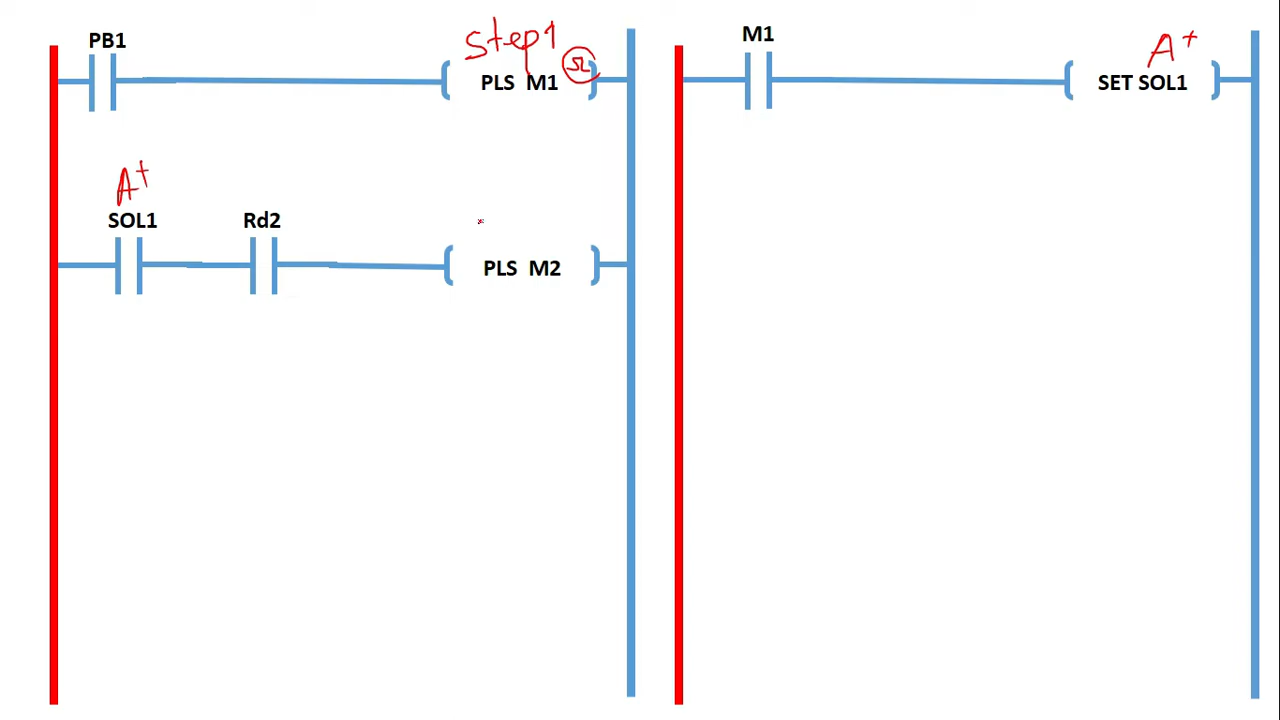 PB1
Step1
PLS M1
A+
SOL1
Rd2
PLS M2
M1
A+
SET SOL1